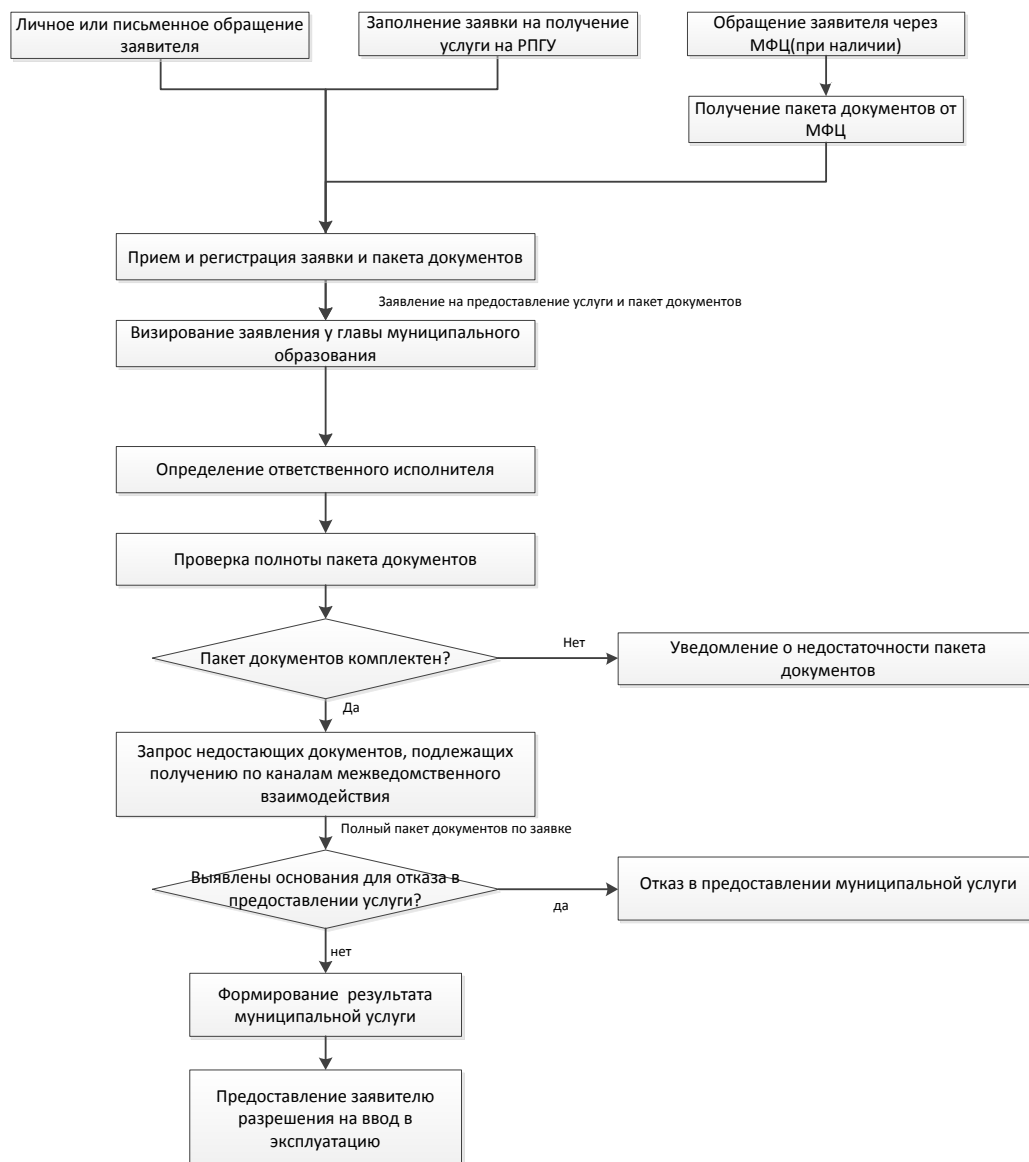 Личное или письменное обращение
заявителя
Заполнение заявки на получение
услуги на РПГУ
Обращение заявителя через
МФЦ(при наличии)
Получение пакета документов от
МФЦ
Прием и регистрация заявки и пакета документов
Заявление на предоставление услуги и пакет документов
Визирование заявления у главы муниципального
образования
Определение ответственного исполнителя
Проверка полноты пакета документов
Пакет документов комплектен?
Нет
Уведомление о недостаточности пакета
документов
Да
Запрос недостающих документов, подлежащих
получению по каналам межведомственного
взаимодействия
Полный пакет документов по заявке
Выявлены основания для отказа в
предоставлении услуги?
да
Отказ в предоставлении муниципальной услуги
нет
Формирование результата
муниципальной услуги
Предоставление заявителю
разрешения на ввод в
эксплуатацию